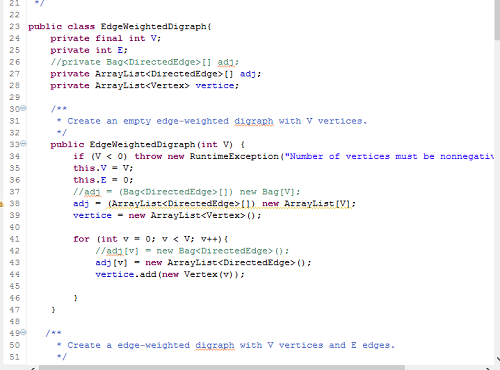 21 */
22
23 public class EdgeWeightedDigraph{
24 private final int V;
25 private int E;
26 //private Bag<DirectedEdge>[] adj;
27 private ArrayList<DirectedEdge>[] adj;
28 private ArrayList<Vertex> vertice;
29
30 /**
31 * Create an empty edge-weighted digraph with V vertices.
32 */
33 public EdgeWeightedDigraph(int V) {
34 if (V < 0) throw new RuntimeException("Number of vertices must be nonnegativ
35 this.V = V;
36 this.E = 0;
37 //adj = (Bag<DirectedEdge>[]) new Bag[V];
38 adj = (ArrayList<DirectedEdge>[]) new ArrayList[V];
39 vertice = new ArrayList<Vertex>();
40
41 for (int v = 0; v < V; v++){
42 //adj[v] = new Bag<DirectedEdge>();
43 adj[v] = new ArrayList<DirectedEdge>();
44 vertice.add(new Vertex(v));
45
46 }
47 }
48
49 /**
50 * Create a edge-weighted digraph with V vertices and E edges.
51 */